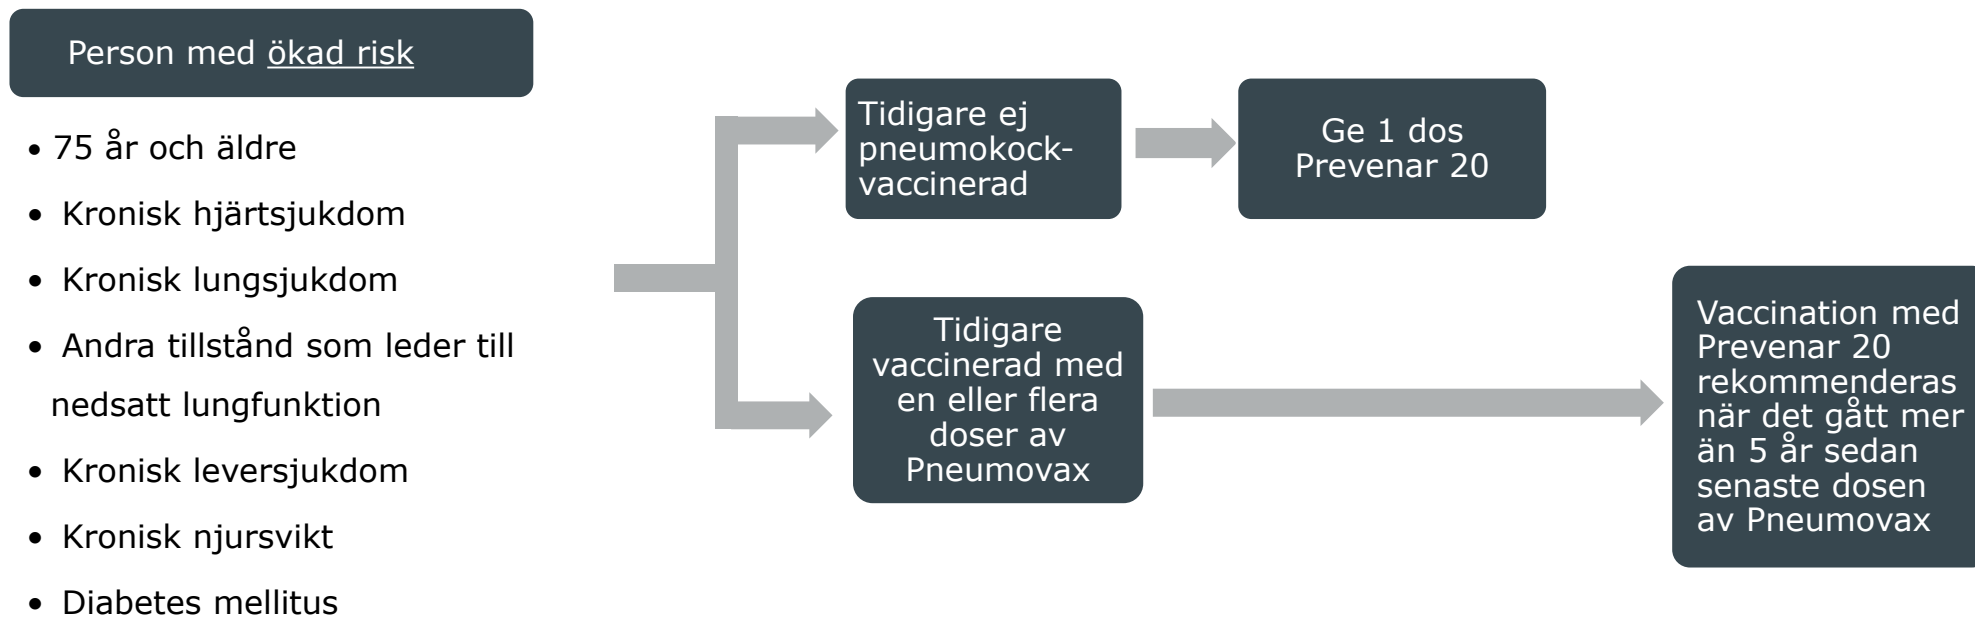 Person med ökad risk
• 75 år och äldre
• Kronisk hjärtsjukdom
• Kronisk lungsjukdom
• Andra tillstånd som leder till
nedsatt lungfunktion
• Kronisk leversjukdom
• Kronisk njursvikt
• Diabetes mellitus
Tidigare ej
pneumokock-
vaccinerad
Ge 1 dos
Prevenar 20
Tidigare
vaccinerad med
en eller flera
doser av
Pneumovax
Vaccination med
Prevenar 20
rekommenderas
när det gått mer
än 5 år sedan
senaste dosen
av Pneumovax